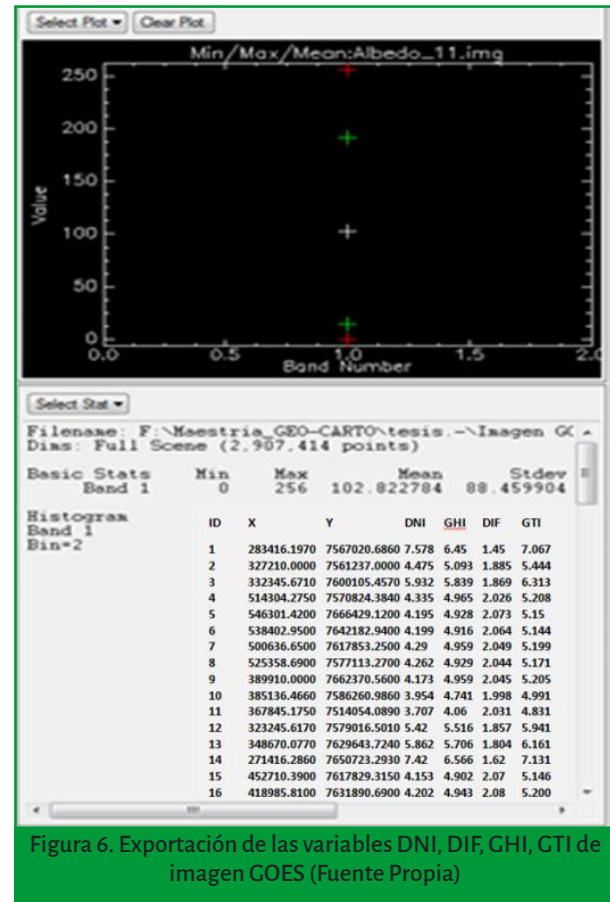 Select Plot Clear Plot
Min/Max/Mean:Albedo_11.img
250
200
150
100
50
0
Value
0.0 0.5 1.0 1.5 2.0
Band Number
Select Stat
Filename: F:\Maestria_GEO-CARTO\tesis.-\Imagen GO
Dims: Full Scene (2,907,414 points)
Basic Stats Min Max Mean Stdev
Band 1 0 256 102.822784 88.459904
Histogram
Band 1
Bin=2
ID X Y DNI GHI DIF GTI
1 283416.1970 7567020.6860 7.578 6.45 1.45 7.067
2 327210.0000 7561237.0000 4.475 5.093 1.885 5.444
3 332345.6710 7600105.4570 5.932 5.839 1.869 6.313
4 514304.2750 7570824.3840 4.335 4.965 2.026 5.208
5 546301.4200 7666429.1200 4.195 4.928 2.073 5.15
6 538402.9500 7642182.9400 4.199 4.916 2.064 5.144
7 500636.6500 7617853.2500 4.29 4.959 2.049 5.199
8 525358.6900 7577113.2700 4.262 4.929 2.044 5.171
9 389910.0000 7662370.5600 4.173 4.959 2.045 5.205
10 385136.4660 7586260.9860 3.954 4.741 1.998 4.991
11 367845.1750 7514054.0890 3.707 4.06 2.031 4.831
12 323245.6170 7579016.5010 5.42 5.516 1.857 5.941
13 348670.0770 7629643.7240 5.862 5.706 1.804 6.161
14 271416.2860 7650723.2930 7.42 6.566 1.62 7.131
15 452710.3900 7617829.3150 4.153 4.902 2.07 5.146
16 418985.8100 7631890.6900 4.202 4.943 2.08 5.200
Figura 6. Exportación de las variables DNI, DIF, GHI, GTI de
imagen GOES (Fuente Propia)